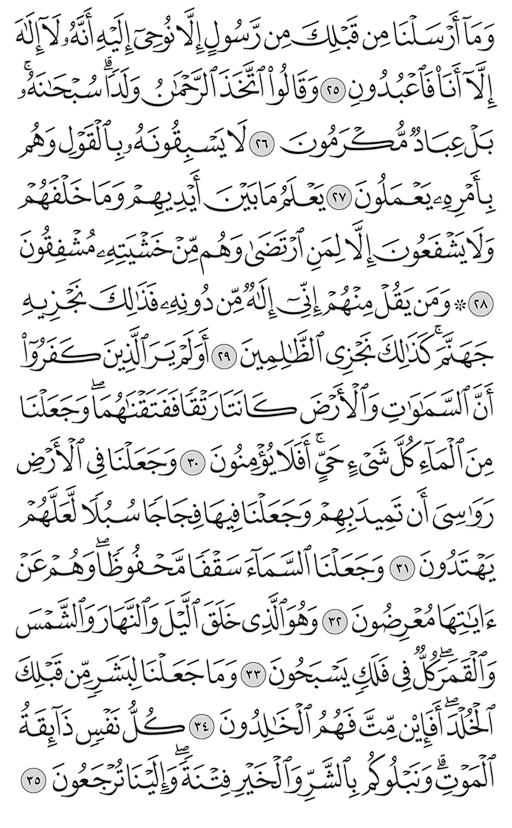 وَمَآ أَرۡسَلۡنَا مِن قَبۡلِكَ مِن رَّسُولٍ إِلَّا نُوحِيٓ إِلَيۡهِ أَنَّهُۥ لَآ إِلَٰهَ
إِلَّآ أَنَا۠ فَٱعۡبُدُونِ ٢٥ وَقَالُواْ ٱتَّخَذَ ٱلرَّحۡمَٰنُ وَلَدٗاۗ سُبۡحَٰنَهُۥۚ
بَلۡ عِبَادٞ مُّكۡرَمُونَ ٢٦ لَا يَسۡبِقُونَهُۥ بِٱلۡقَوۡلِ وَهُم
بِأَمۡرِهِۦ يَعۡمَلُونَ ٢٧ يَعۡلَمُ مَا بَيۡنَ أَيۡدِيهِمۡ وَمَا خَلۡفَهُمۡ
وَلَا يَشۡفَعُونَ إِلَّا لِمَنِ ٱرۡتَضَىٰ وَهُم مِّنۡ خَشۡيَتِهِۦ مُشۡفِقُونَ
٢٨ ۞ وَمَن يَقُلۡ مِنۡهُمۡ إِنِّيٓ إِلَٰهٞ مِّن دُونِهِۦ فَذَٰلِكَ نَجۡزِيهِ
جَهَنَّمَۚ كَذَٰلِكَ نَجۡزِي ٱلظَّٰلِمِينَ ٢٩ أَوَلَمۡ يَرَ ٱلَّذِينَ كَفَرُوٓاْ
أَنَّ ٱلسَّمَٰوَٰتِ وَٱلۡأَرۡضَ كَانَتَا رَتۡقٗا فَفَتَقۡنَٰهُمَاۖ وَجَعَلۡنَا
مِنَ ٱلۡمَآءِ كُلَّ شَيۡءٍ حَيٍّۚ أَفَلَا يُؤۡمِنُونَ ٣٠ وَجَعَلۡنَا فِي ٱلۡأَرۡضِ
رَوَٰسِيَ أَن تَمِيدَ بِهِمۡ وَجَعَلۡنَا فِيهَا فِجَاجٗا سُبُلٗا لَّعَلَّهُمۡ
يَهۡتَدُونَ ٣١ وَجَعَلۡنَا ٱلسَّمَآءَ سَقۡفٗا مَّحۡفُوظٗاۖ وَهُمۡ عَنۡ
ءَايَٰتِهَا مُعۡرِضُونَ ٣٢ وَهُوَ ٱلَّذِي خَلَقَ ٱلَّيۡلَ وَٱلنَّهَارَ وَٱلشَّمۡسَ
وَٱلۡقَمَرَۖ كُلّٞ فِي فَلَكٖ يَسۡبَحُونَ ٣٣ وَمَا جَعَلۡنَا لِبَشَرٖ مِّن قَبۡلِكَ
ٱلۡخُلۡدَۖ أَفَإِيْن مِّتَّ فَهُمُ ٱلۡخَٰلِدُونَ ٣٤ كُلُّ نَفۡسٖ ذَآئِقَةُ
ٱلۡمَوۡتِۗ وَنَبۡلُوكُم بِٱلشَّرِّ وَٱلۡخَيۡرِ فِتۡنَةٗۖ وَإِلَيۡنَا تُرۡجَعُونَ ٣٥